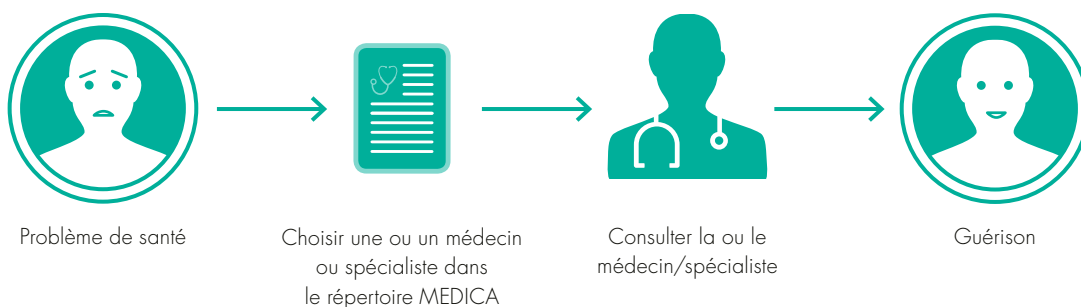 Problème de santé
Choisir une ou un médecin
ou spécialiste dans
le répertoire MEDICA
Consulter la ou le
médecin/spécialiste
Guérison